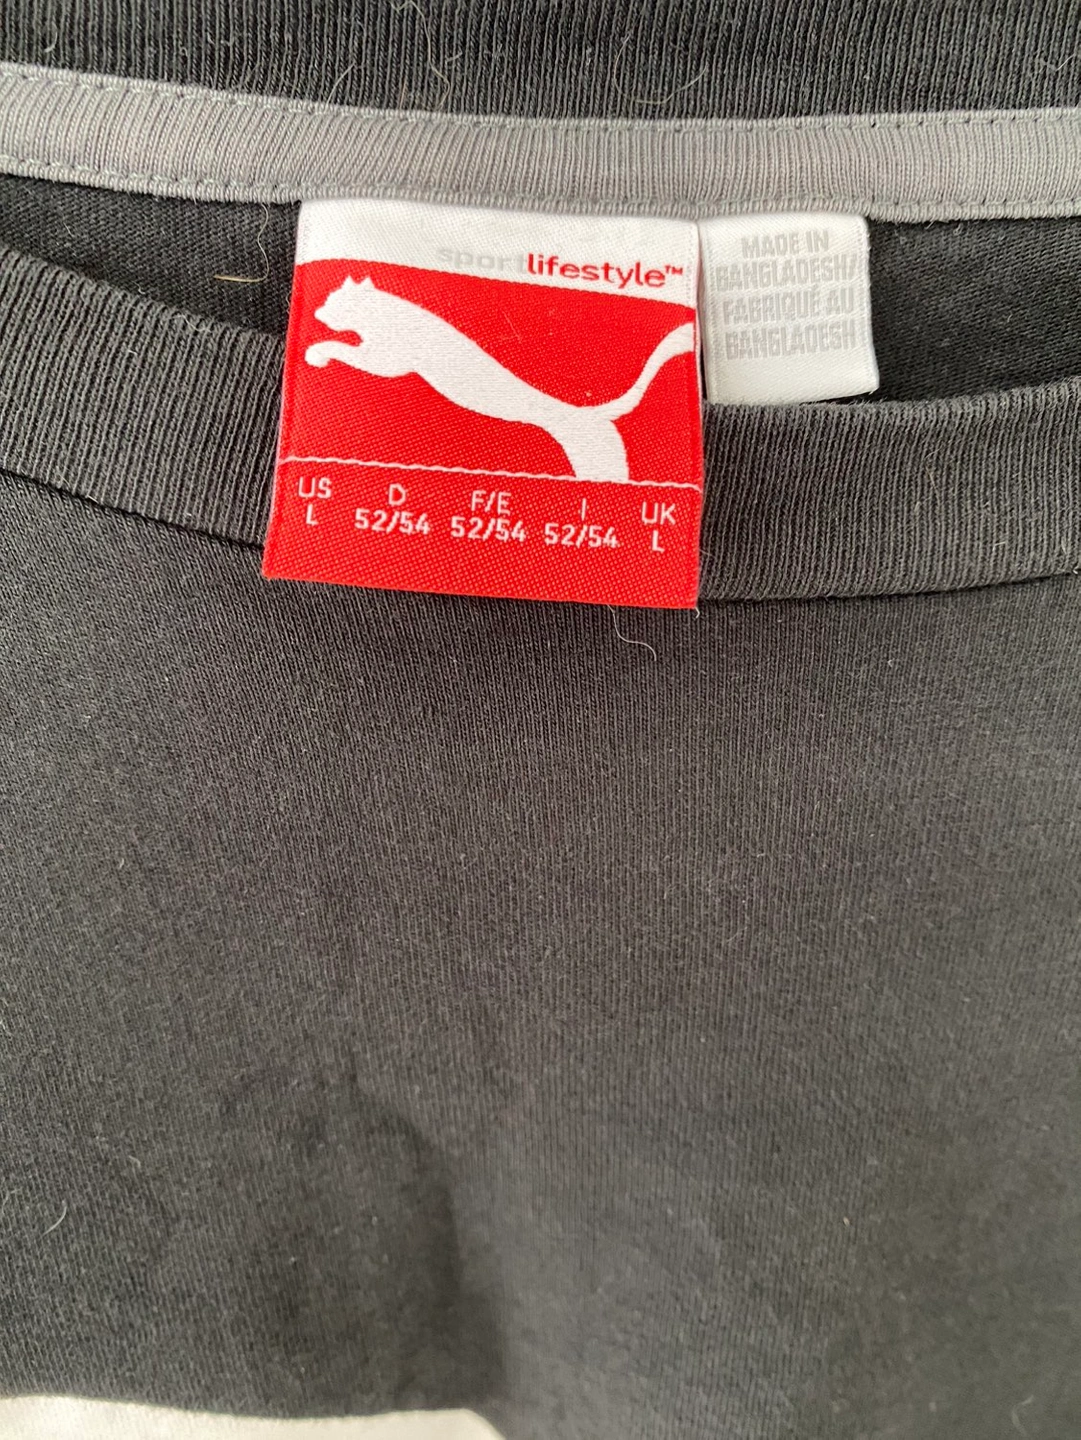 sportlifestyle™
MADE IN
BANGLADESH/
FABRIQUÉ AU
BANGLADESH
US D F/E I UK
L 52/54 52/54 52/54 L